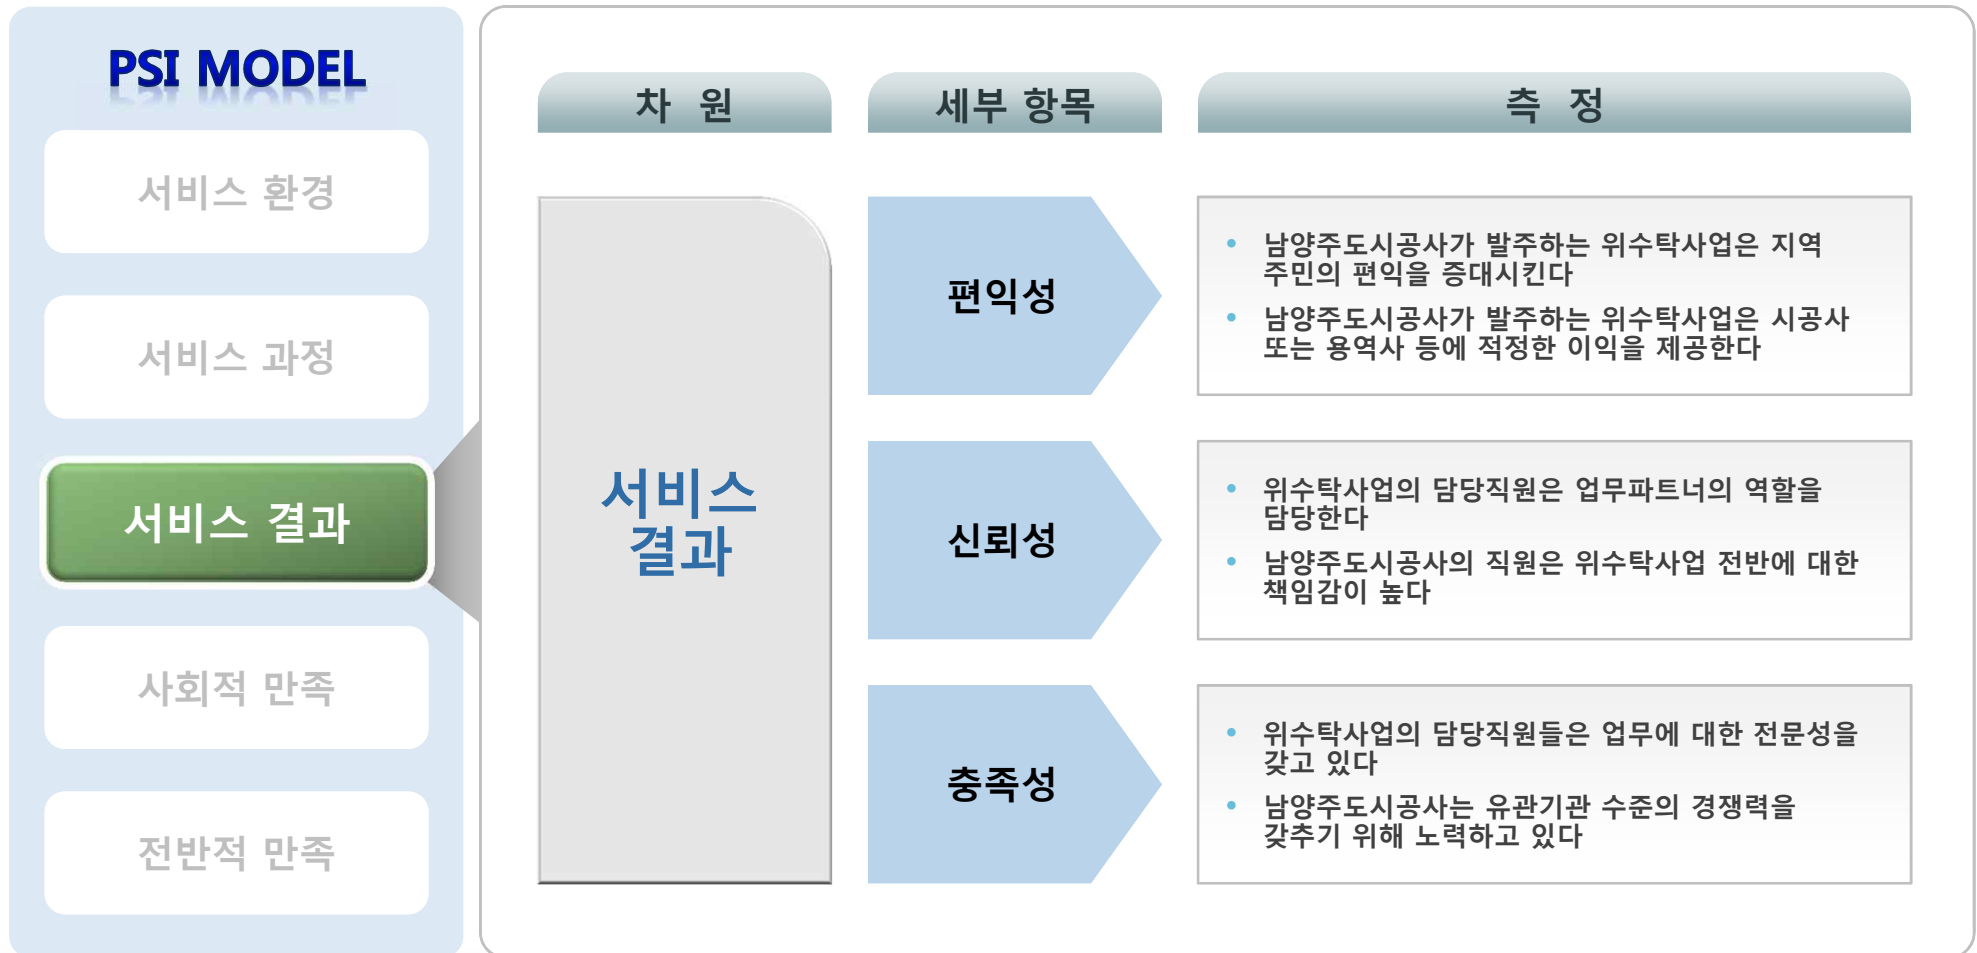 PSI MODEL
서비스 환경
서비스 과정
서비스 결과
사회적 만족
전반적 만족
차 원
세부 항목
측 정
서비스
결과
편익성
• 남양주도시공사가 발주하는 위수탁사업은 지역
주민의 편익을 증대시킨다
• 남양주도시공사가 발주하는 위수탁사업은 시공사
또는 용역사 등에 적정한 이익을 제공한다
신뢰성
• 위수탁사업의 담당직원은 업무파트너의 역할을
담당한다
• 남양주도시공사의 직원은 위수탁사업 전반에 대한
책임감이 높다
충족성
• 위수탁사업의 담당직원들은 업무에 대한 전문성을
갖고 있다
• 남양주도시공사는 유관기관 수준의 경쟁력을
갖추기 위해 노력하고 있다